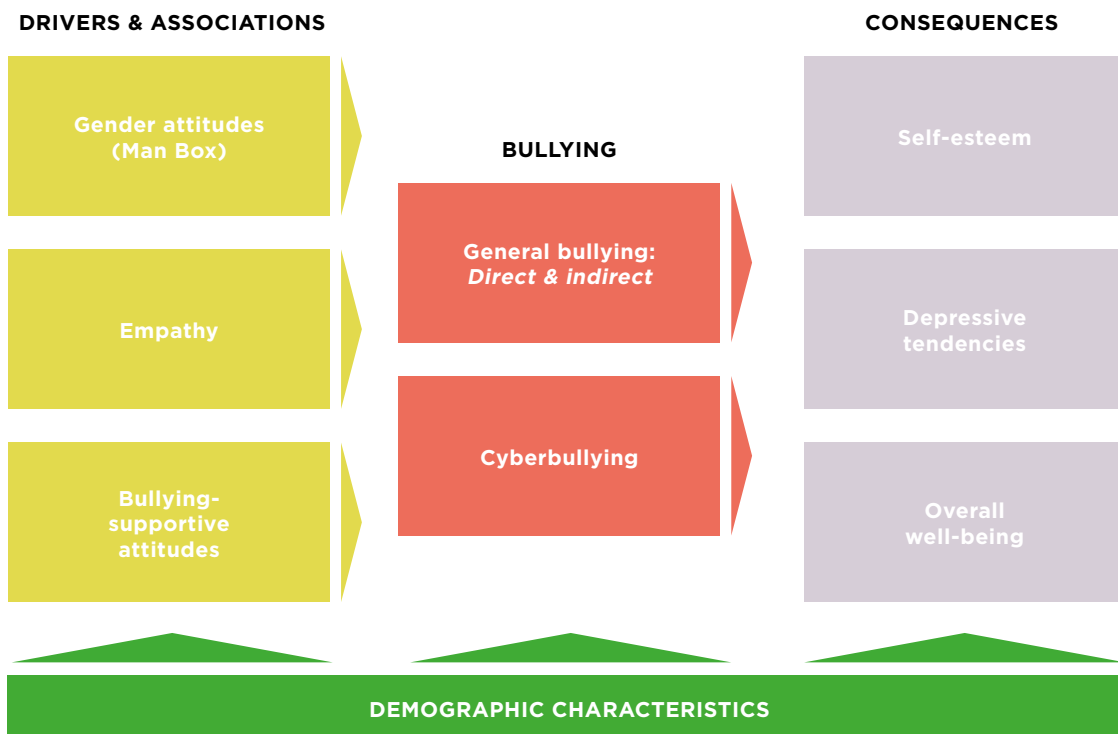 DRIVERS & ASSOCIATIONS
Gender attitudes
(Man Box)
Empathy
Bullying-
supportive
attitudes
BULLYING
General bullying:
Direct & indirect
Cyberbullying
CONSEQUENCES
Self-esteem
Depressive
tendencies
Overall
well-being
DEMOGRAPHIC CHARACTERISTICS